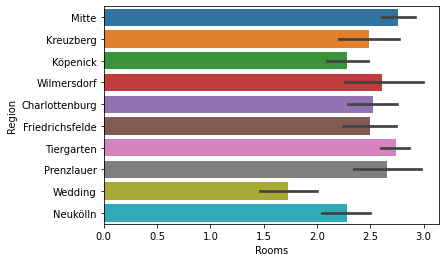 Mitte
Kreuzberg
Köpenick
Wilmersdorf
Charlottenburg
Friedrichsfelde
Tiergarten
Prenzlauer
Wedding
Neukölln
Region
0.0 0.5 1.0 1.5 2.0 2.5 3.0
Rooms